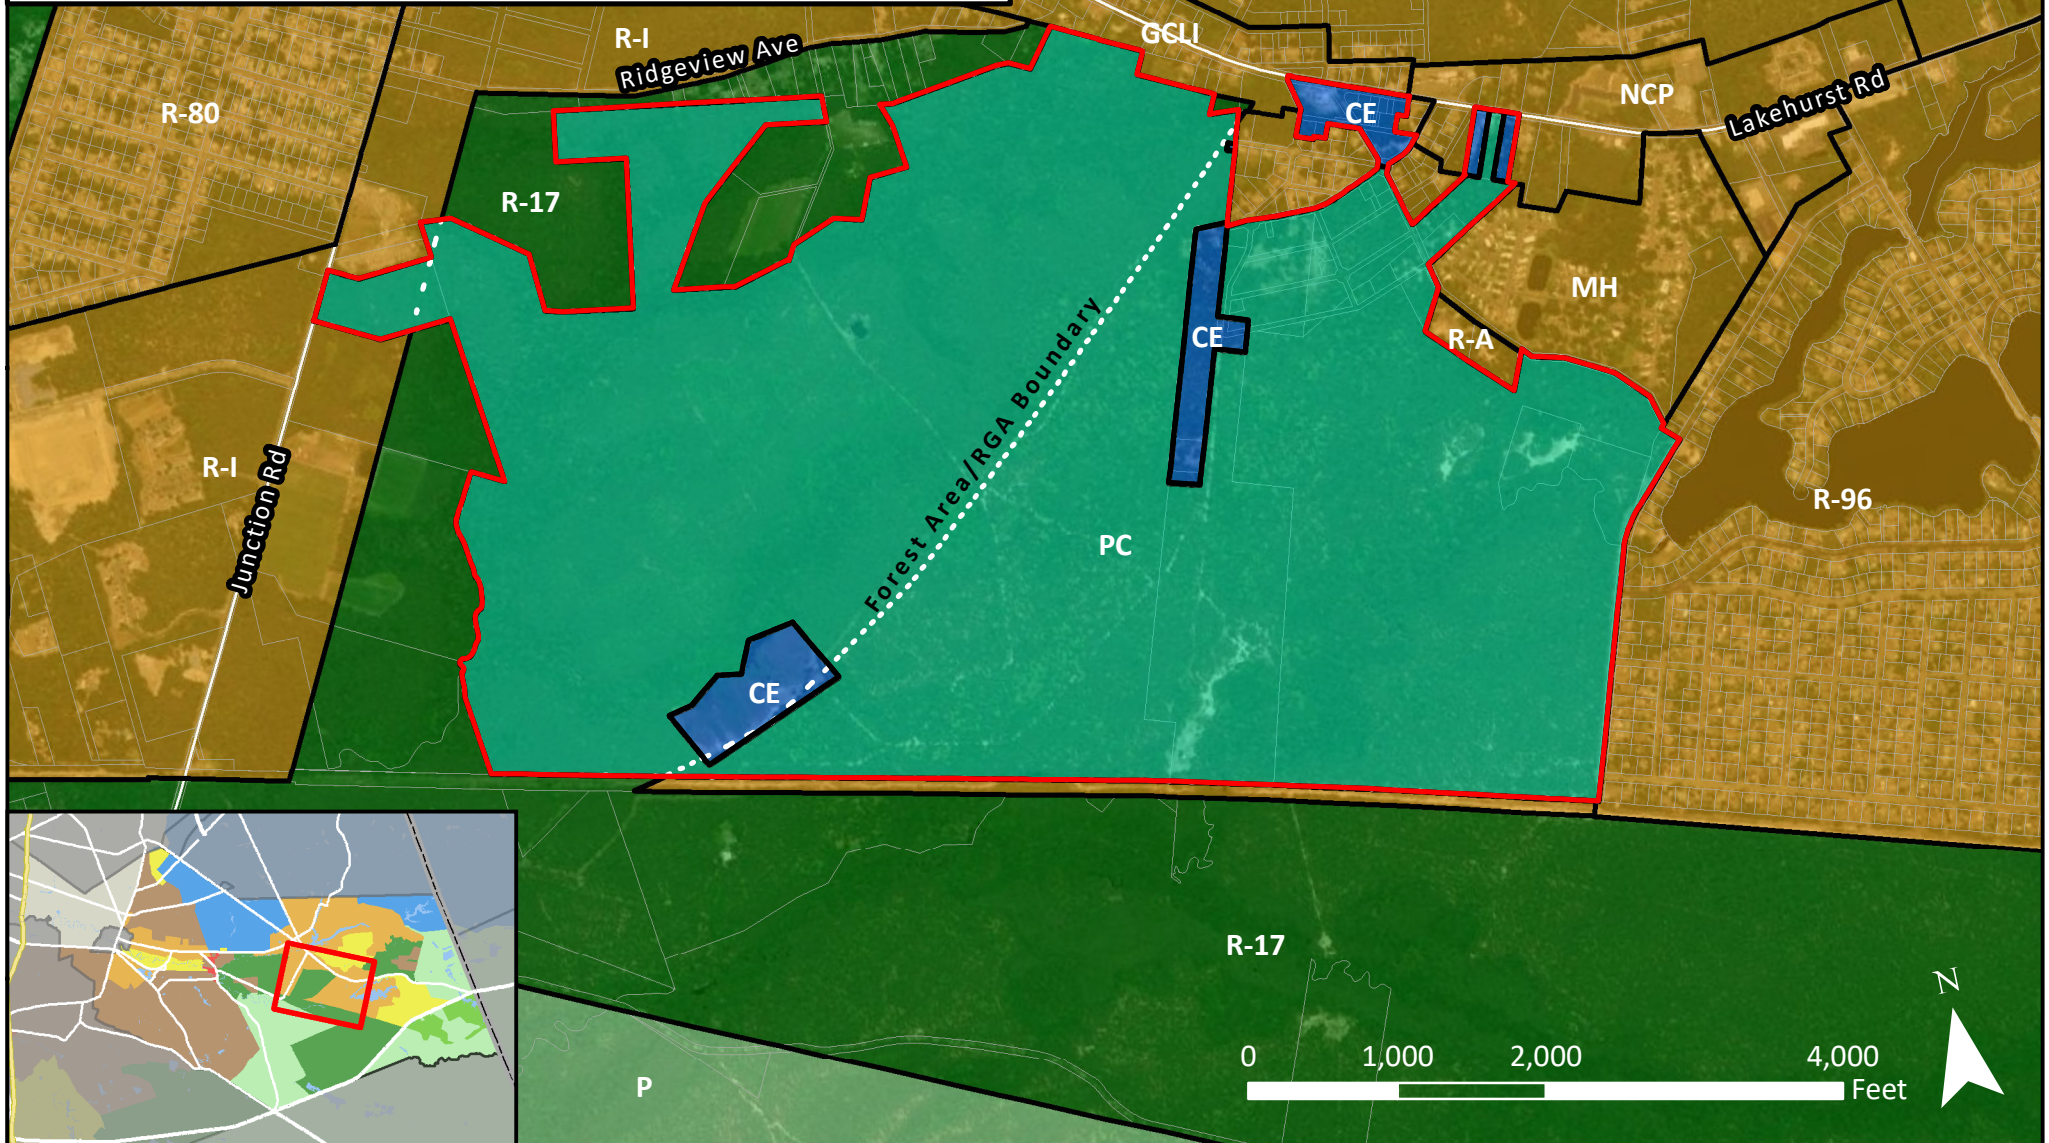 R-I
GCLI
Ridgeview Ave
R-80
CE
NCP
Lakehurst Rd
R-17
MH
CE
R-A
Forest Area/RGA Boundary
R-I
Junction Rd
R-96
PC
CE
R-17
N
0 1,000 2,000 4,000
Feet
P